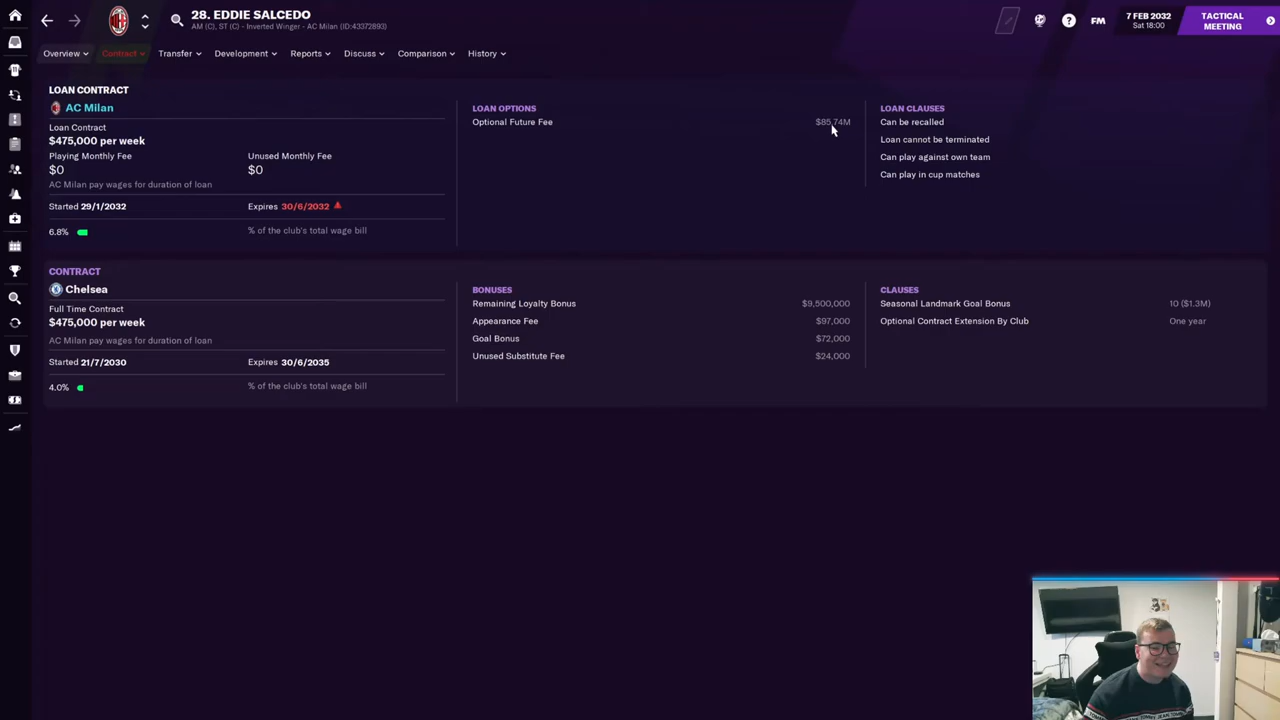 28. EDDIE SALCEDO
AM (C), ST (C) - Inverted Winger - AC Milan (ID:43372893)
FM
7 FEB 2032
Sat 18:00
TACTICAL
MEETING
Overview
Contract
Transfer
Development
Reports
Discuss
Comparison
History
LOAN CONTRACT
AC Milan
Loan Contract
$475,000 per week
Playing Monthly Fee
Unused Monthly Fee
$0
$0
AC Milan pay wages for duration of loan
Started 29/1/2032
Expires 30/6/2032
6.8%
% of the club's total wage bill
LOAN OPTIONS
Optional Future Fee
$85.74M
LOAN CLAUSES
Can be recalled
Loan cannot be terminated
Can play against own team
Can play in cup matches
CONTRACT
Chelsea
Full Time Contract
$475,000 per week
AC Milan pay wages for duration of loan
Started 21/7/2030
Expires 30/6/2035
4.0%
% of the club's total wage bill
BONUSES
Remaining Loyalty Bonus
$9,500,000
Appearance Fee
$97,000
Goal Bonus
$72,000
Unused Substitute Fee
$24,000
CLAUSES
Seasonal Landmark Goal Bonus
10 ($1.3M)
Optional Contract Extension By Club
One year